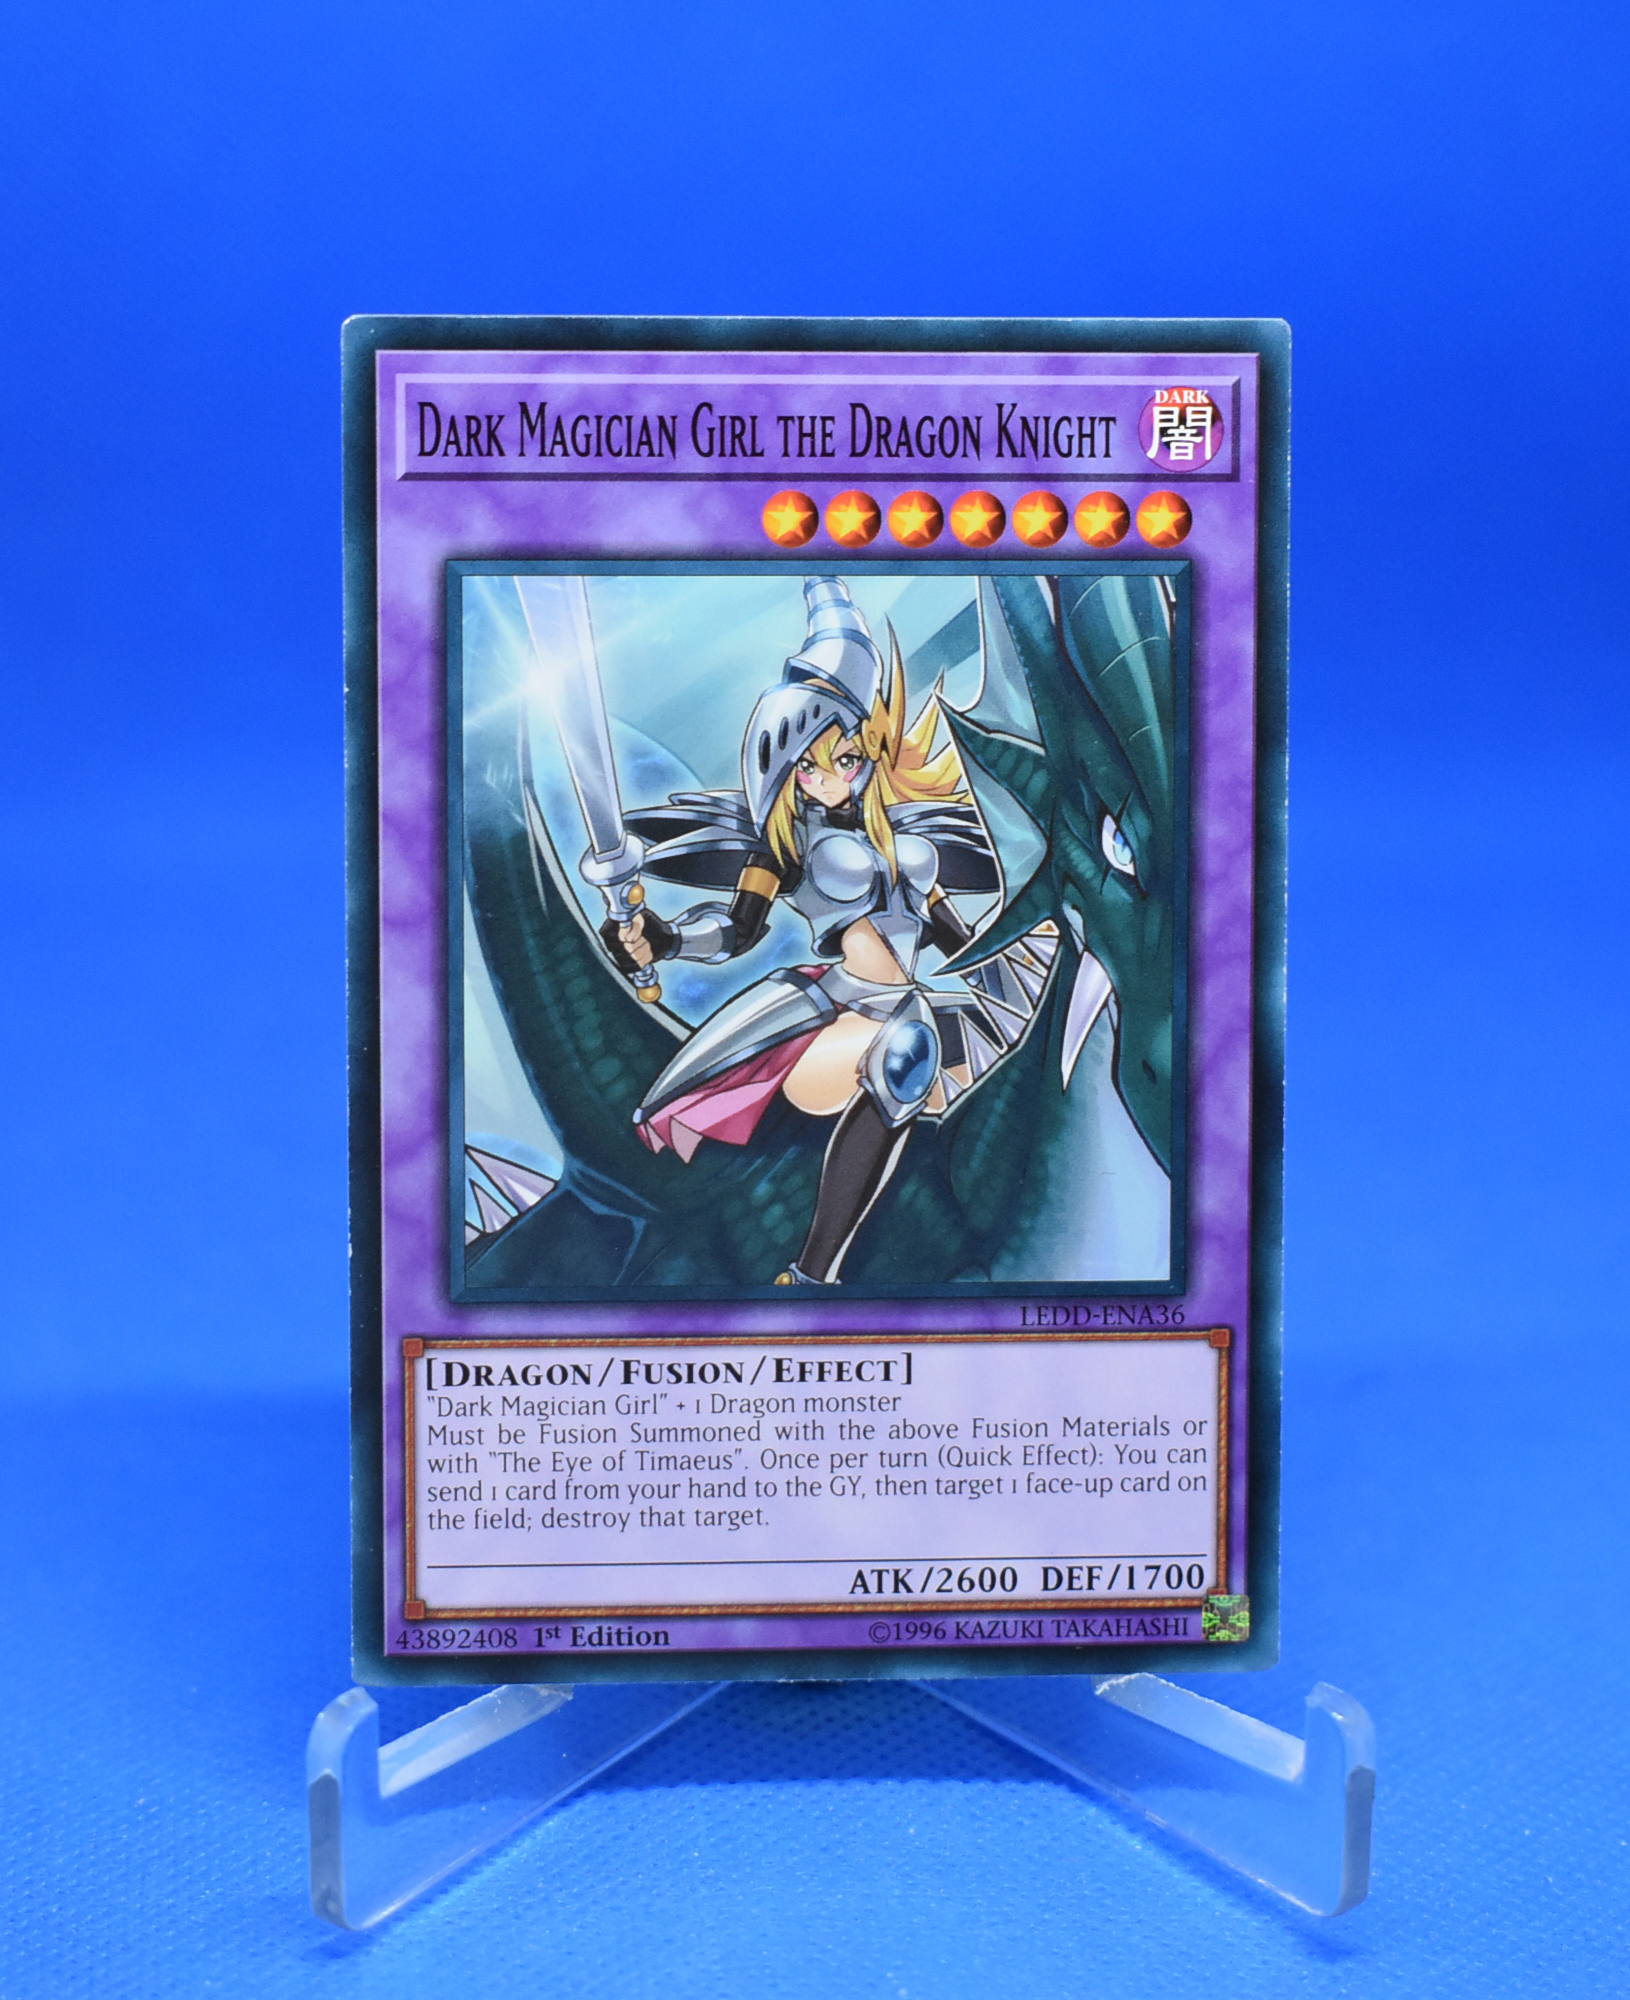 DARK MAGICIAN GIRL THE DRAGON KNIGHT
DARK
闇
LEDD-ENA36
[DRAGON/FUSION/EFFECT]
"Dark Magician Girl" + 1 Dragon monster
Must be Fusion Summoned with the above Fusion Materials or
with "The Eye of Timaeus". Once per turn (Quick Effect): You can
send 1 card from your hand to the GY, then target 1 face-up card on
the field; destroy that target.
ATK/2600 DEF/1700
43892408 1st Edition
©1996 KAZUKI TAKAHASHI